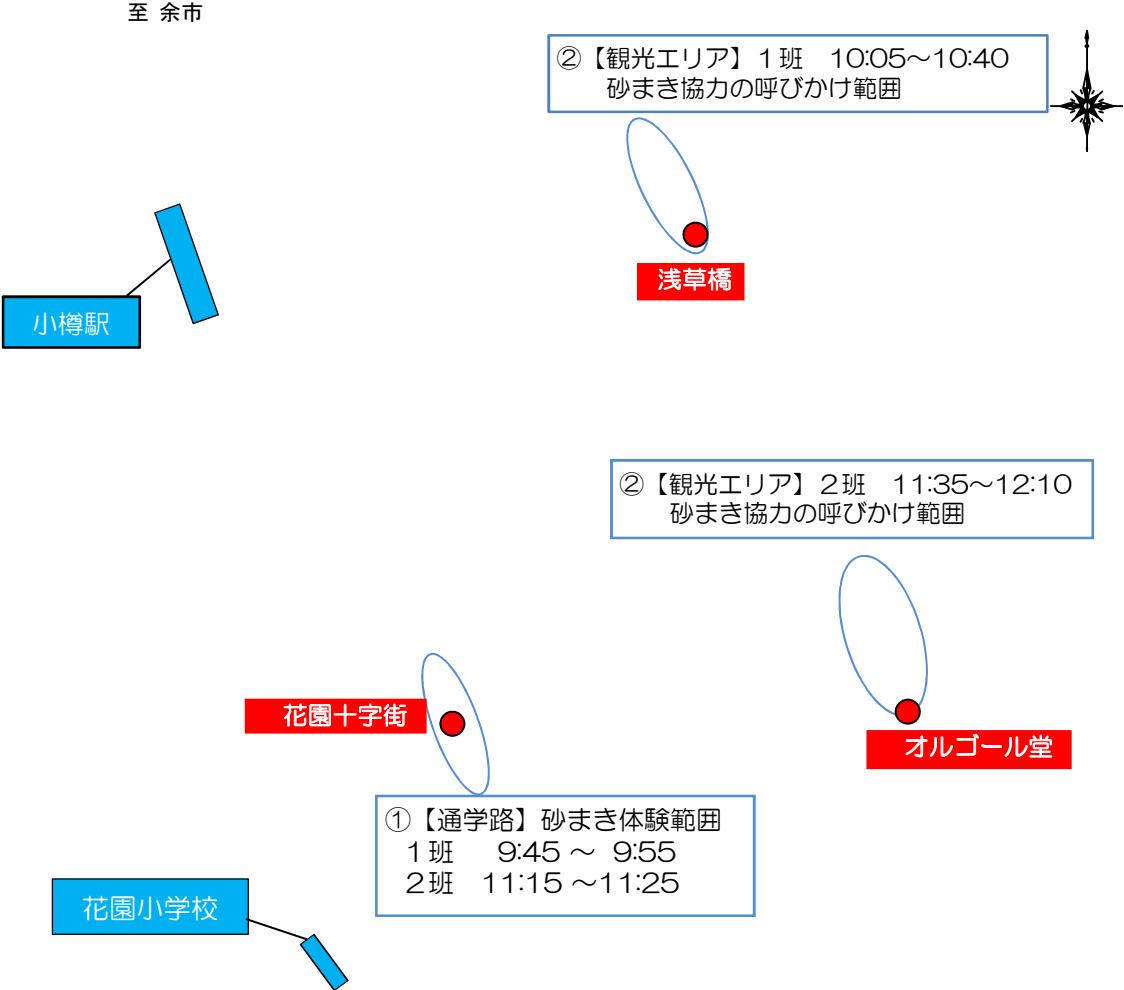 至 余市
②【観光エリア】１班　10:05～10:40
砂まき協力の呼びかけ範囲
浅草橋
小樽駅
②【観光エリア】２班　11:35～12:10
砂まき協力の呼びかけ範囲
花園十字街
オルゴール堂
①【通学路】砂まき体験範囲
１班　9:45 ～ 9:55
２班　11:15 ～11:25
花園小学校